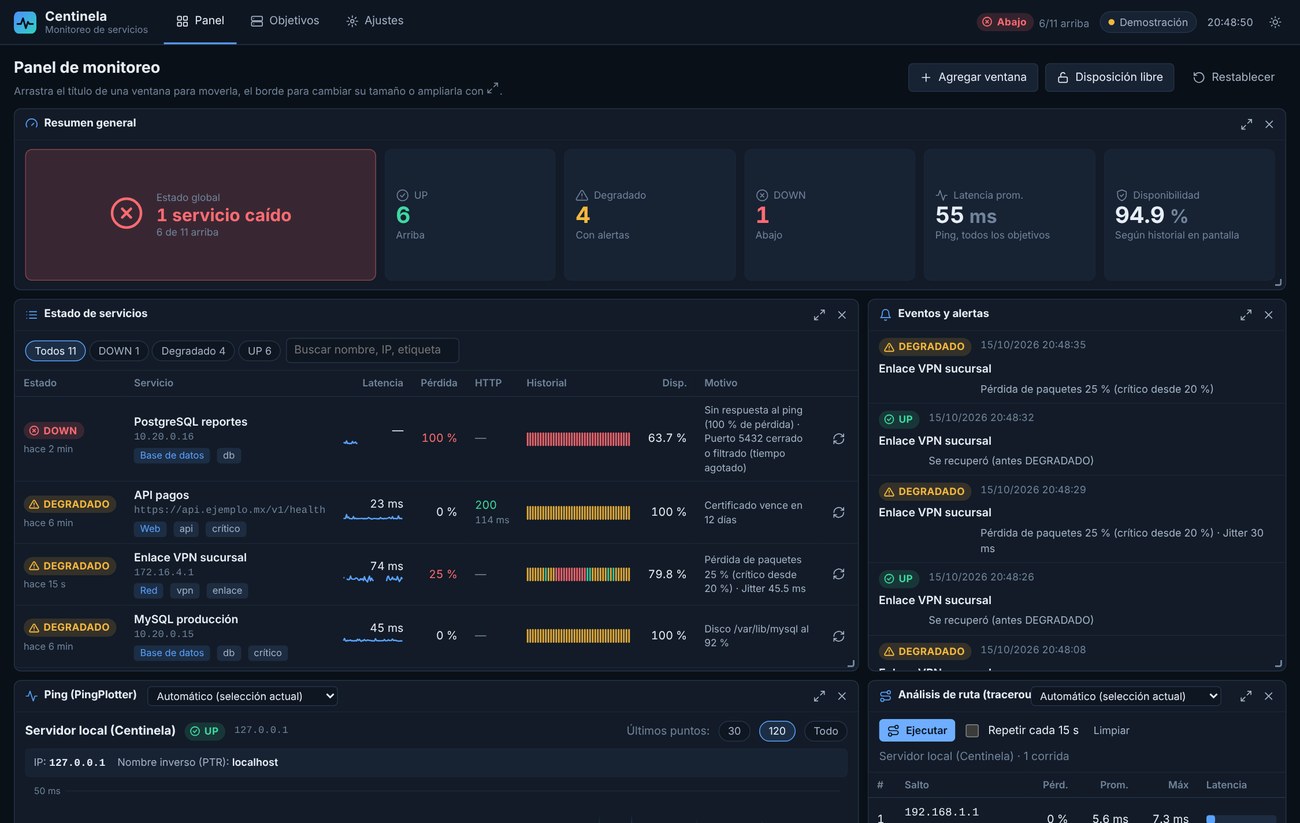 Centinela
Monitoreo de servicios
Panel
Objetivos
Ajustes
Abajo
6/11 arriba
Demostración
20:48:50
Panel de monitoreo
Arrastra el título de una ventana para moverla, el borde para cambiar su tamaño o ampliarla con .
Agregar ventana
Disposición libre
Restablecer
Resumen general
Estado global
1 servicio caído
6 de 11 arriba
UP
6
Arriba
Degradado
4
Con alertas
DOWN
1
Abajo
Latencia prom.
55 ms
Ping, todos los objetivos
Disponibilidad
94.9 %
Según historial en pantalla
Estado de servicios
Todos 11
DOWN 1
Degradado 4
UP 6
Buscar nombre, IP, etiqueta
Estado Servicio Latencia Pérdida HTTP Historial Disp. Motivo
DOWN
hace 2 min
PostgreSQL reportes
10.20.0.16
Base de datos db
—
100 %
—
63.7 %
Sin respuesta al ping
(100 % de pérdida) ·
Puerto 5432 cerrado
o filtrado (tiempo
agotado)
DEGRADADO
hace 6 min
API pagos
https://api.ejemplo.mx/v1/health
Web api crítico
23 ms
0 %
200
114 ms
100 %
Certificado vence en
12 días
DEGRADADO
hace 15 s
Enlace VPN sucursal
172.16.4.1
Red vpn enlace
74 ms
25 %
—
79.8 %
Pérdida de paquetes
25 % (crítico desde
20 %) · Jitter 45.5 ms
DEGRADADO
hace 6 min
MySQL producción
10.20.0.15
Base de datos db crítico
45 ms
0 %
—
100 %
Disco /var/lib/mysql al
92 %
Eventos y alertas
DEGRADADO 15/10/2026 20:48:35
Enlace VPN sucursal
Pérdida de paquetes 25 % (crítico desde 20 %)
UP 15/10/2026 20:48:32
Enlace VPN sucursal
Se recuperó (antes DEGRADADO)
DEGRADADO 15/10/2026 20:48:29
Enlace VPN sucursal
Pérdida de paquetes 25 % (crítico desde 20 %) · Jitter 30
ms
UP 15/10/2026 20:48:26
Enlace VPN sucursal
Se recuperó (antes DEGRADADO)
DEGRADADO 15/10/2026 20:48:08
Ping (PingPlotter)
Automático (selección actual)
Servidor local (Centinela)
UP
127.0.0.1
Últimos puntos:
30
120
Todo
IP: 127.0.0.1 Nombre inverso (PTR): localhost
50 ms
Análisis de ruta (tracerou
Automático (selección actual)
Ejecutar
Repetir cada 15 s
Limpiar
Servidor local (Centinela) · 1 corrida
# Salto Pérd. Prom. Máx Latencia
1 192.168.1.1 0 % 5.6 ms 7.3 ms